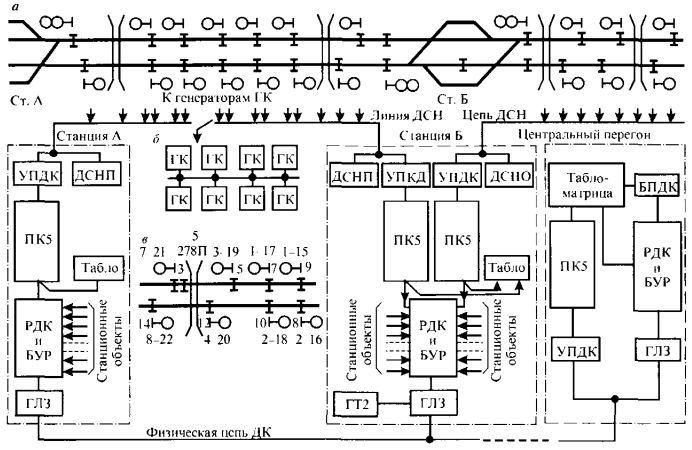 а
Ст. А
К генераторам ГК
Ст. Б
Линия ДСН
Цепь ДСН
Станция А
б
Станция Б
Центральный перегон
УПДК
ДСНП
ГК
ГК
ГК
ГК
ГК
ГК
ГК
ГК
ДСНП
УПКД
УПДК
ДСНО
Табло-
матрица
БПДК
ПК5
Табло
в
5
7 21
278П
3- 19
1- 17
1–15
3
5
7
9
14
12
10
8
8–22
4 20
2–18
2 16
ПК5
ПК5
Табло
ПК5
РДК
и
БУР
РДК
и
БУР
Станционные
объекты
Станционные
объекты
РДК
и
БУР
Станционные
объекты
УПДК
ГЛЗ
ГЛЗ
ГТ2
ГЛЗ
Физическая цепь ДК